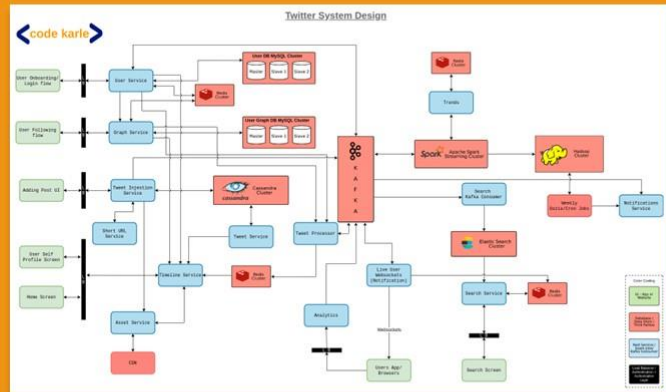 Twitter System Design
<code karle>
User Onboarding/
Login flow
User Service
User DB MySQL Cluster
Master
Slave 1
Slave 2
Redis
Cluster
User Following
flow
Graph Service
User Graph DB MySQL Cluster
Master
Slave 1
Slave 2
Redis
Cluster
Trends
KAFKA
Spark
Apache Spark
Streaming Cluster
Hadoop
Cluster
Adding Post UI
Tweet Injestion
Service
cassandra
Cassandra
Cluster
Search
Kafka Consumer
Weekly
Notifications
Service
Short URL
Service
Tweet Service
Tweet Processor
Elastic Search
Cluster
User Self
Profile Screen
Home Screen
Timeline Service
Redis
Cluster
Live User
Websockets
(Notification)
Search Service
Redis
Cluster
Asset Service
Analytics
Websockets
CDN
Users App/
Browsers
Search Screen